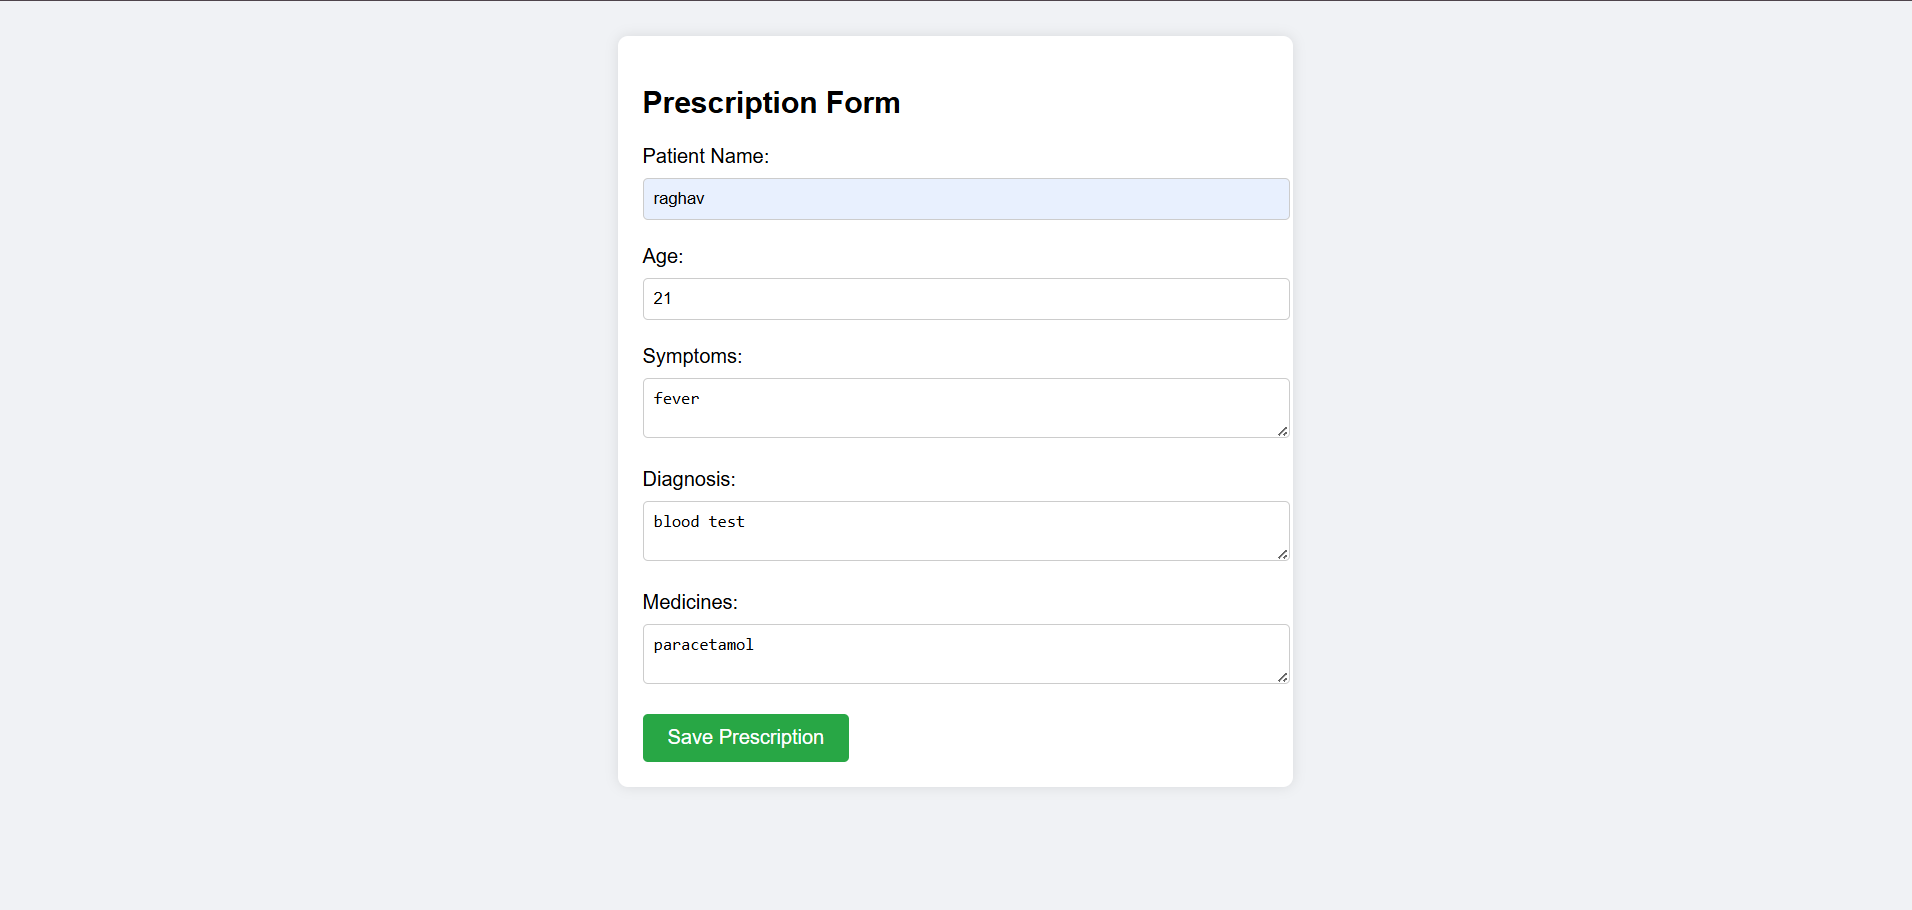 Prescription Form
Patient Name:
raghav
Age:
21
Symptoms:
fever
Diagnosis:
blood test
Medicines:
paracetamol
Save Prescription